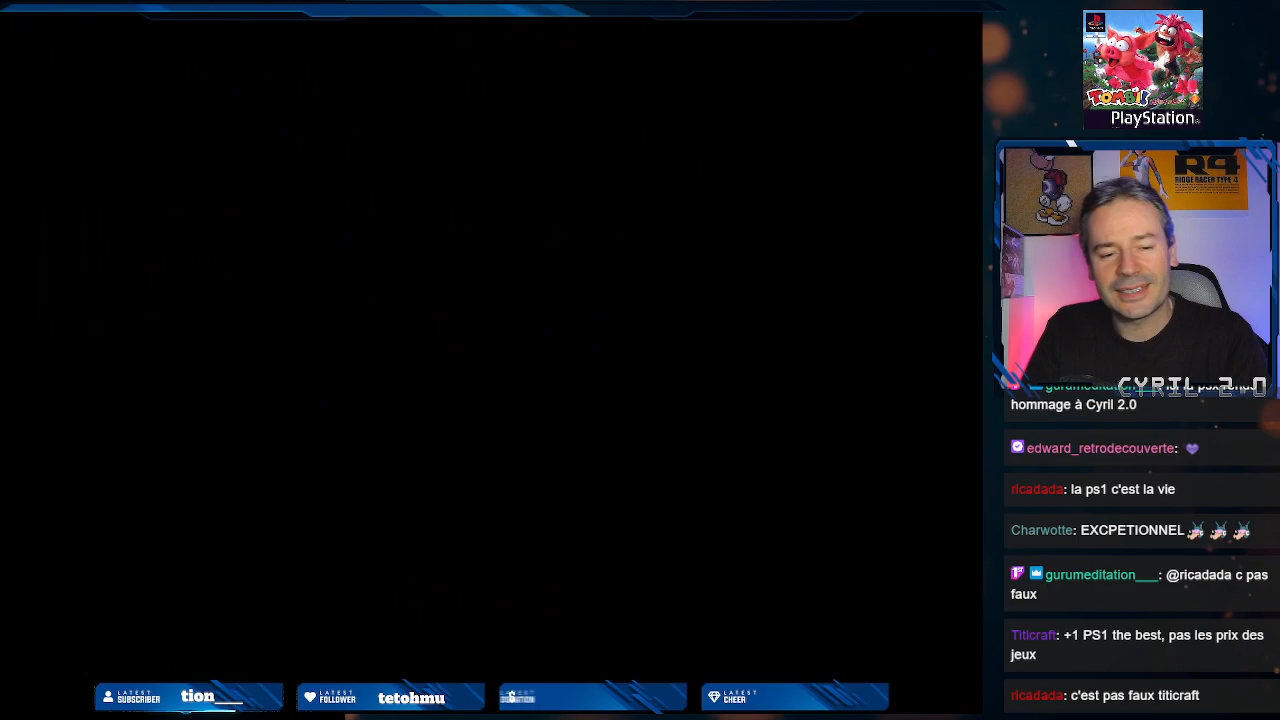 TOMBI!
PlayStation
R4
RIDGE RACER TYPE 4
CYRIL 2.0
hommage à Cyril 2.0
edward_retrodecouverte:
ricadada: la ps1 c'est la vie
Charwotte: EXCPETIONNEL
gurumeditation___: @ricadada c pas
faux
Titicraft: +1 PS1 the best, pas les prix des
jeux
ricadada: c'est pas faux titicraft
LATEST
SUBSCRIBER
tion___
LATEST
FOLLOWER
tetohmu
LATEST
CHEER